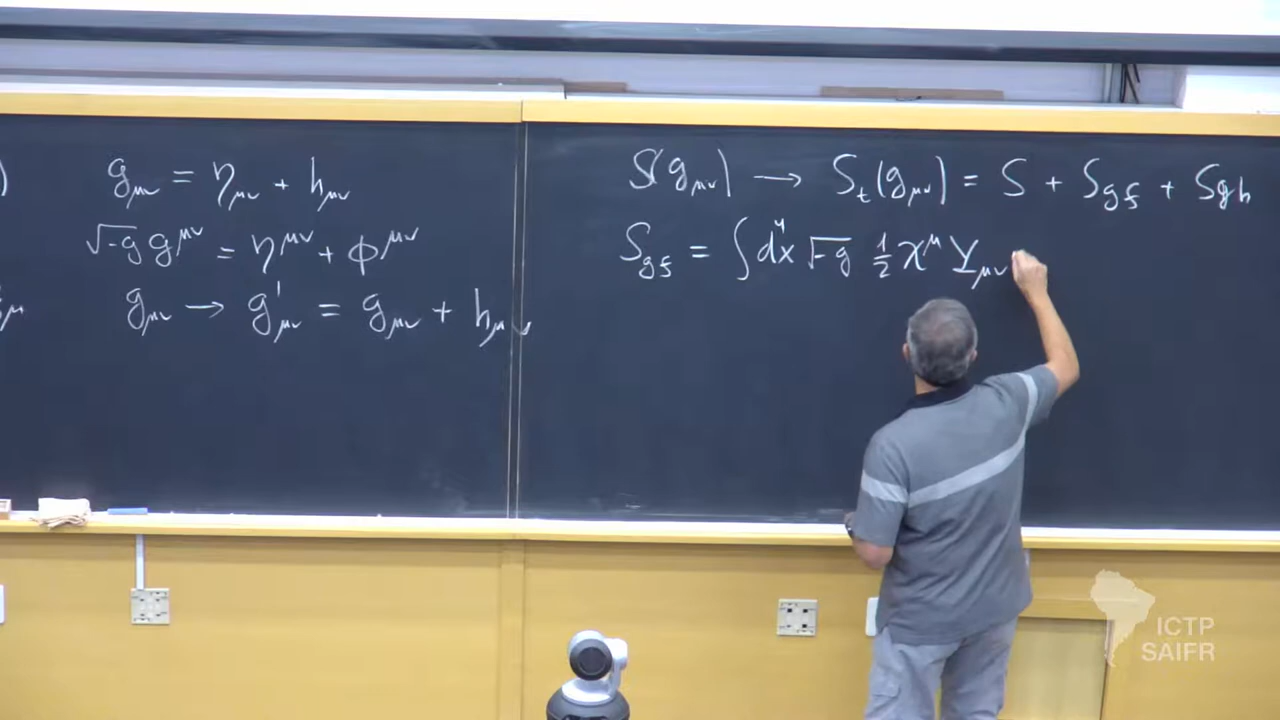 g_{μν} = η_{μν} + h_{μν}
√-g g^{μν} = η^{μν} + ϕ^{μν}
g_{μν} → g'_{μν} = g_{μν} + h_{μν}
S(g_{μν}) → S_t(g_{μν}) = S + S_{gf} + S_{gh}
S_{gf} = ∫ d⁴x √-g ½ χ^μ Y_{μν}
ICTP
SAIFR